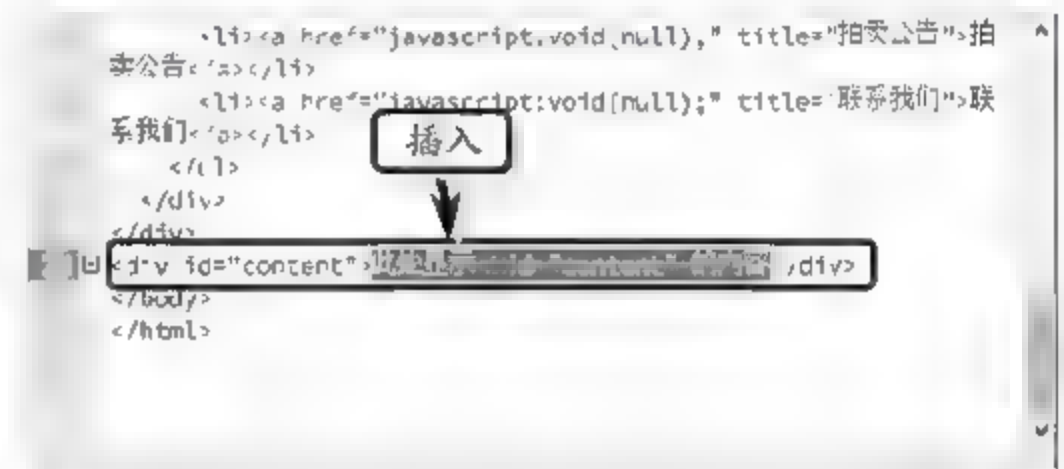 <li><a href="javascript:void(null);" title="拍卖公告">拍
卖公告</a></li>
<li><a href="javascript:void(null);" title="联系我们">联
系我们</a></li>
插入
</ul>
</div>
</div>
<div id="content"> "content" /div>
</body>
</html>